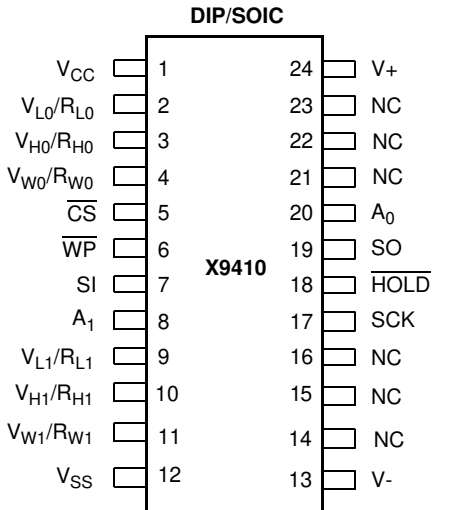 DIP/SOIC
VCC 1 24 V+
VL0/RL0 2 23 NC
VH0/RH0 3 22 NC
VW0/RW0 4 21 NC
CS 5 20 A0
WP 6 19 SO
X9410
SI 7 18 HOLD
A1 8 17 SCK
VL1/RL1 9 16 NC
VH1/RH1 10 15 NC
VW1/RW1 11 14 NC
VSS 12 13 V-